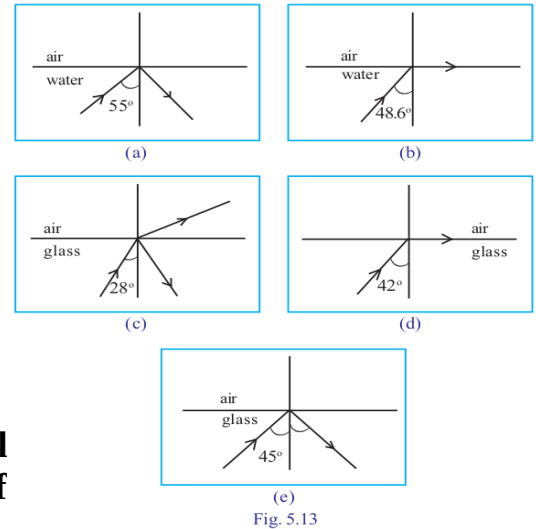 air
water
55°
(a)
air
water
48.6°
(b)
air
glass
28°
(c)
air
glass
42°
(d)
l
f
air
glass
45°
(e)
Fig. 5.13